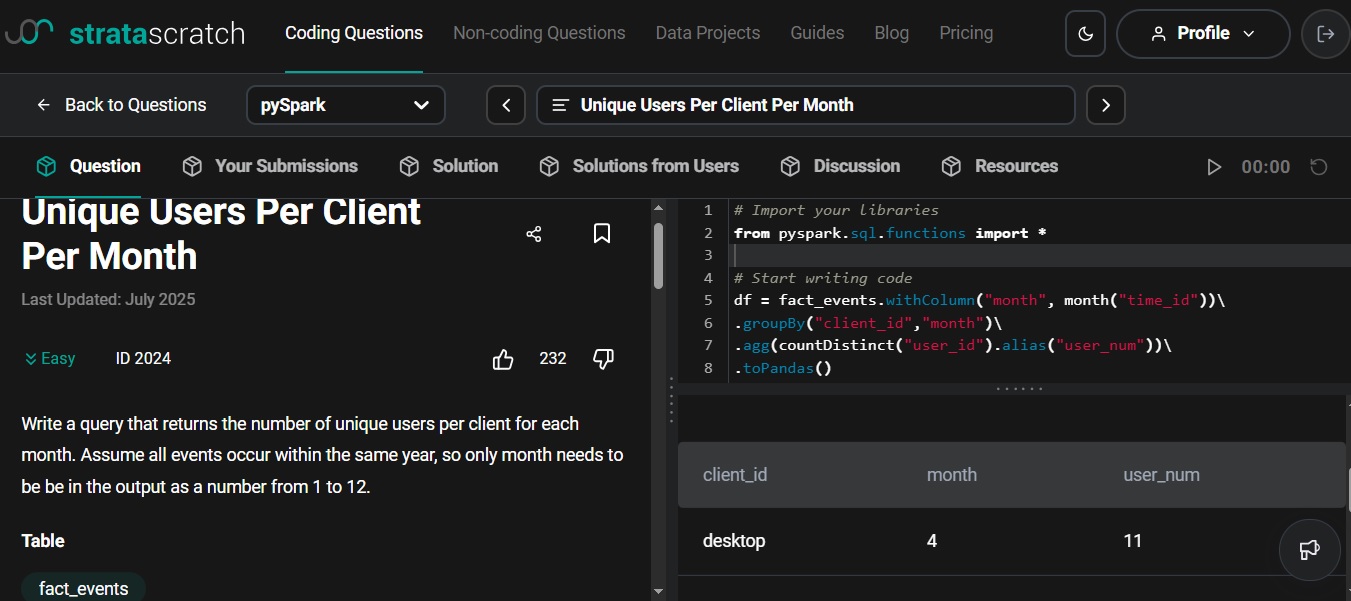 stratascratch
Coding Questions
Non-coding Questions
Data Projects
Guides
Blog
Pricing
Profile
Back to Questions
pySpark
Unique Users Per Client Per Month
Question
Your Submissions
Solution
Solutions from Users
Discussion
Resources
00:00
Unique Users Per Client
Per Month
Last Updated: July 2025
Easy
ID 2024
232
Write a query that returns the number of unique users per client for each
month. Assume all events occur within the same year, so only month needs to
be be in the output as a number from 1 to 12.
Table
fact_events
1 # Import your libraries
2 from pyspark.sql.functions import *
3
4 # Start writing code
5 df = fact_events.withColumn("month", month("time_id"))\
6 .groupBy("client_id","month")\
7 .agg(countDistinct("user_id").alias("user_num"))\
8 .toPandas()
client_id month user_num
desktop 4 11